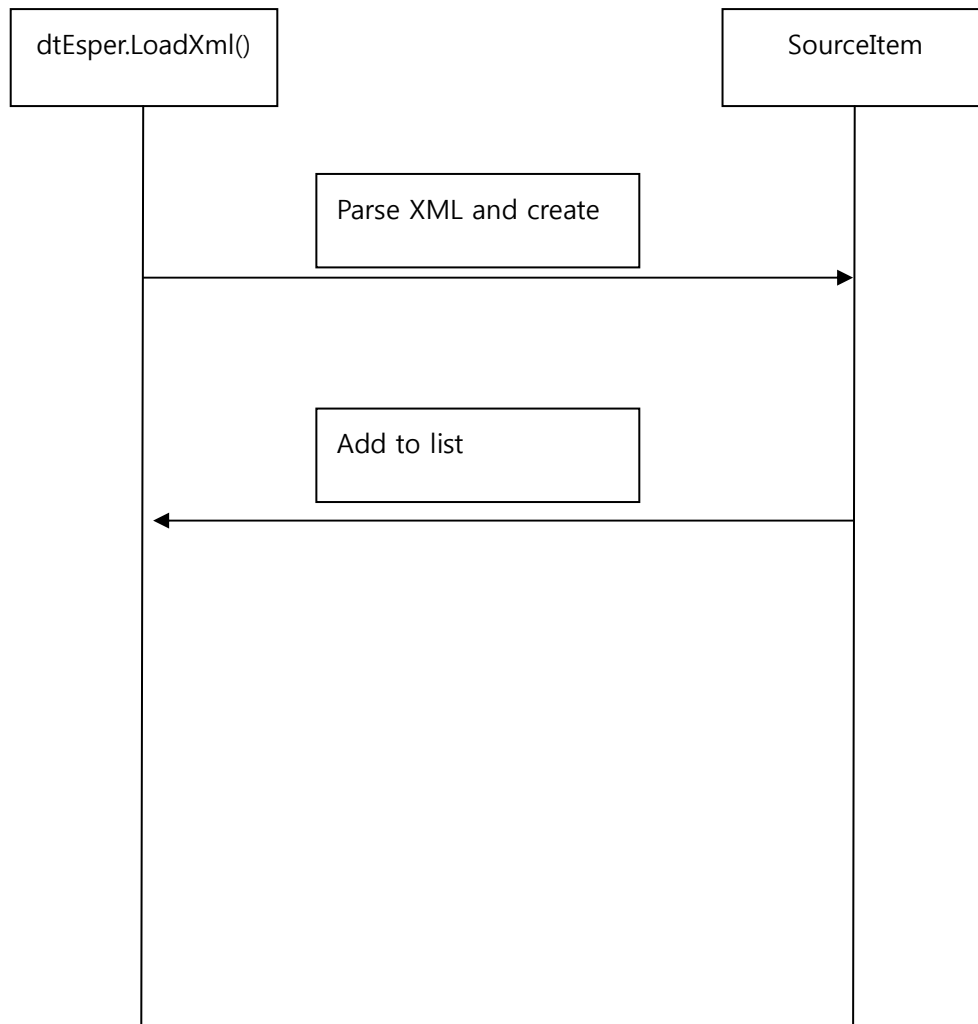 dtEsper.LoadXml()
SourceItem
Parse XML and create
Add to list